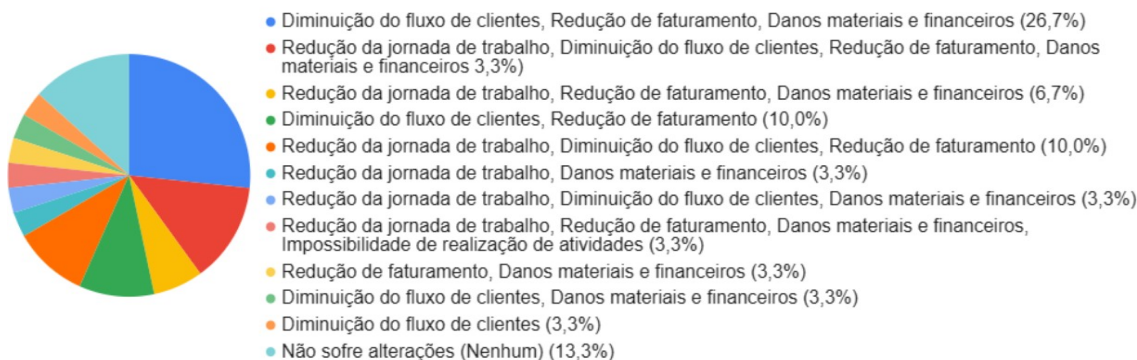 Diminuição do fluxo de clientes, Redução de faturamento, Danos materiais e financeiros (26,7%)
Redução da jornada de trabalho, Diminuição do fluxo de clientes, Redução de faturamento, Danos
materiais e financeiros 3,3%)
Redução da jornada de trabalho, Redução de faturamento, Danos materiais e financeiros (6,7%)
Diminuição do fluxo de clientes, Redução de faturamento (10,0%)
Redução da jornada de trabalho, Diminuição do fluxo de clientes, Redução de faturamento (10,0%)
Redução da jornada de trabalho, Danos materiais e financeiros (3,3%)
Redução da jornada de trabalho, Diminuição do fluxo de clientes, Danos materiais e financeiros (3,3%)
Redução da jornada de trabalho, Redução de faturamento, Danos materiais e financeiros,
Impossibilidade de realização de atividades (3,3%)
Redução de faturamento, Danos materiais e financeiros (3,3%)
Diminuição do fluxo de clientes, Danos materiais e financeiros (3,3%)
Diminuição do fluxo de clientes (3,3%)
Não sofre alterações (Nenhum) (13,3%)